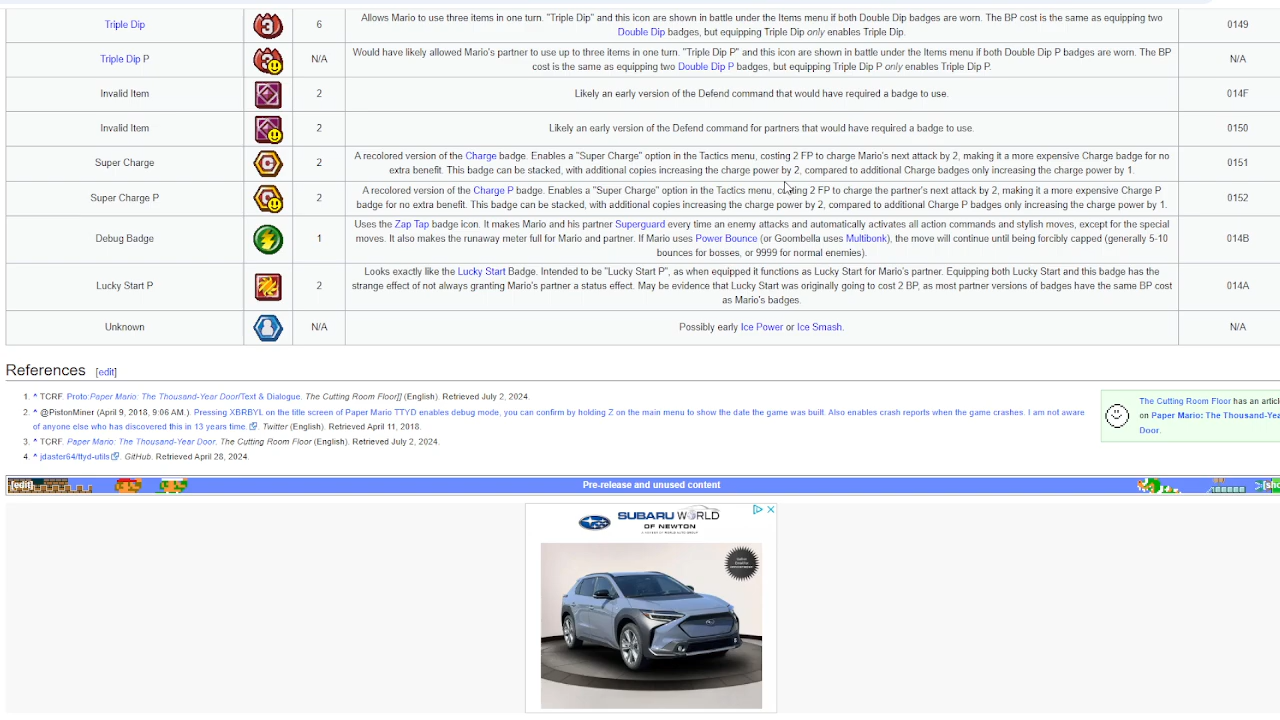 Triple Dip
6
Allows Mario to use three items in one turn. "Triple Dip" and this icon are shown in battle under the Items menu if both Double Dip badges are worn. The BP cost is the same as equipping two
Double Dip badges, but equipping Triple Dip only enables Triple Dip.
0149
Triple Dip P
N/A
Would have likely allowed Mario's partner to use up to three items in one turn. "Triple Dip P" and this icon are shown in battle under the Items menu if both Double Dip P badges are worn. The BP
cost is the same as equipping two Double Dip P badges, but equipping Triple Dip P only enables Triple Dip P.
N/A
Invalid Item
2
Likely an early version of the Defend command that would have required a badge to use.
014F
Invalid Item
2
Likely an early version of the Defend command for partners that would have required a badge to use.
0150
Super Charge
2
A recolored version of the Charge badge. Enables a "Super Charge" option in the Tactics menu, costing 2 FP to charge Mario's next attack by 2, making it a more expensive Charge badge for no
extra benefit. This badge can be stacked, with additional copies increasing the charge power by 2, compared to additional Charge badges only increasing the charge power by 1.
0151
Super Charge P
2
A recolored version of the Charge P badge. Enables a "Super Charge" option in the Tactics menu, costing 2 FP to charge the partner's next attack by 2, making it a more expensive Charge P
badge for no extra benefit. This badge can be stacked, with additional copies increasing the charge power by 2, compared to additional Charge P badges only increasing the charge power by 1.
0152
Debug Badge
1
Uses the Zap Tap badge icon. It makes Mario and his partner Superguard every time an enemy attacks and automatically activates all action commands and stylish moves, except for the special
moves. It also makes the runaway meter full for Mario and partner. If Mario uses Power Bounce (or Goombella uses Multibonk), the move will continue until being forcibly capped (generally 5-10
bounces for bosses, or 9999 for normal enemies).
014B
Lucky Start P
2
Looks exactly like the Lucky Start Badge. Intended to be "Lucky Start P", as when equipped it functions as Lucky Start for Mario's partner. Equipping both Lucky Start and this badge has the
strange effect of not always granting Mario's partner a status effect. May be evidence that Lucky Start was originally going to cost 2 BP, as most partner versions of badges have the same BP cost
as Mario's badges.
014A
Unknown
N/A
Possibly early Ice Power or Ice Smash.
N/A
References [edit]
1. ^ TCRF. Proto:Paper Mario: The Thousand-Year Door/Text & Dialogue. The Cutting Room Floor]] (English). Retrieved July 2, 2024.
2. ^ @PistonMiner (April 9, 2018, 9:06 AM.). Pressing XBRBYL on the title screen of Paper Mario TTYD enables debug mode, you can confirm by holding Z on the main menu to show the date the game was built. Also enables crash reports when the game crashes. I am not aware
of anyone else who has discovered this in 13 years time. Twitter (English). Retrieved April 11, 2018.
3. ^ TCRF. Paper Mario: The Thousand-Year Door. The Cutting Room Floor (English). Retrieved July 2, 2024.
4. ^ jdaster64/ttyd-utils. GitHub. Retrieved April 28, 2024.
The Cutting Room Floor has an articl
on Paper Mario: The Thousand-Yea
Door.
[edit]
Pre-release and unused content
[sho
SUBARU WORLD
OF NEWTON